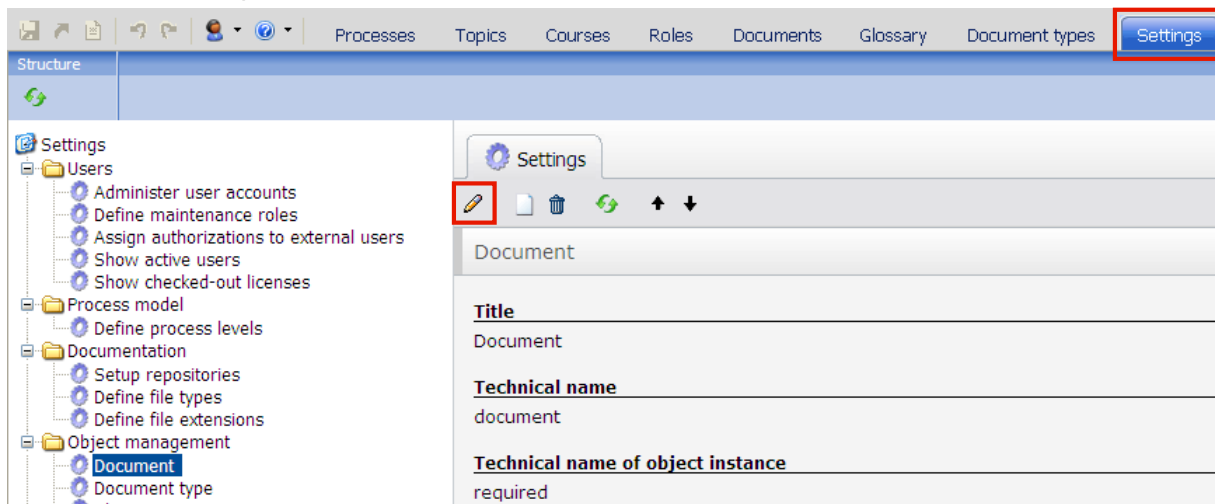 Processes Topics Courses Roles Documents Glossary Document types Settings
Structure
Settings
Users
Administer user accounts
Define maintenance roles
Assign authorizations to external users
Show active users
Show checked-out licenses
Process model
Define process levels
Documentation
Setup repositories
Define file types
Define file extensions
Object management
Document
Document type
Settings
Document
Title
Document
Technical name
document
Technical name of object instance
required